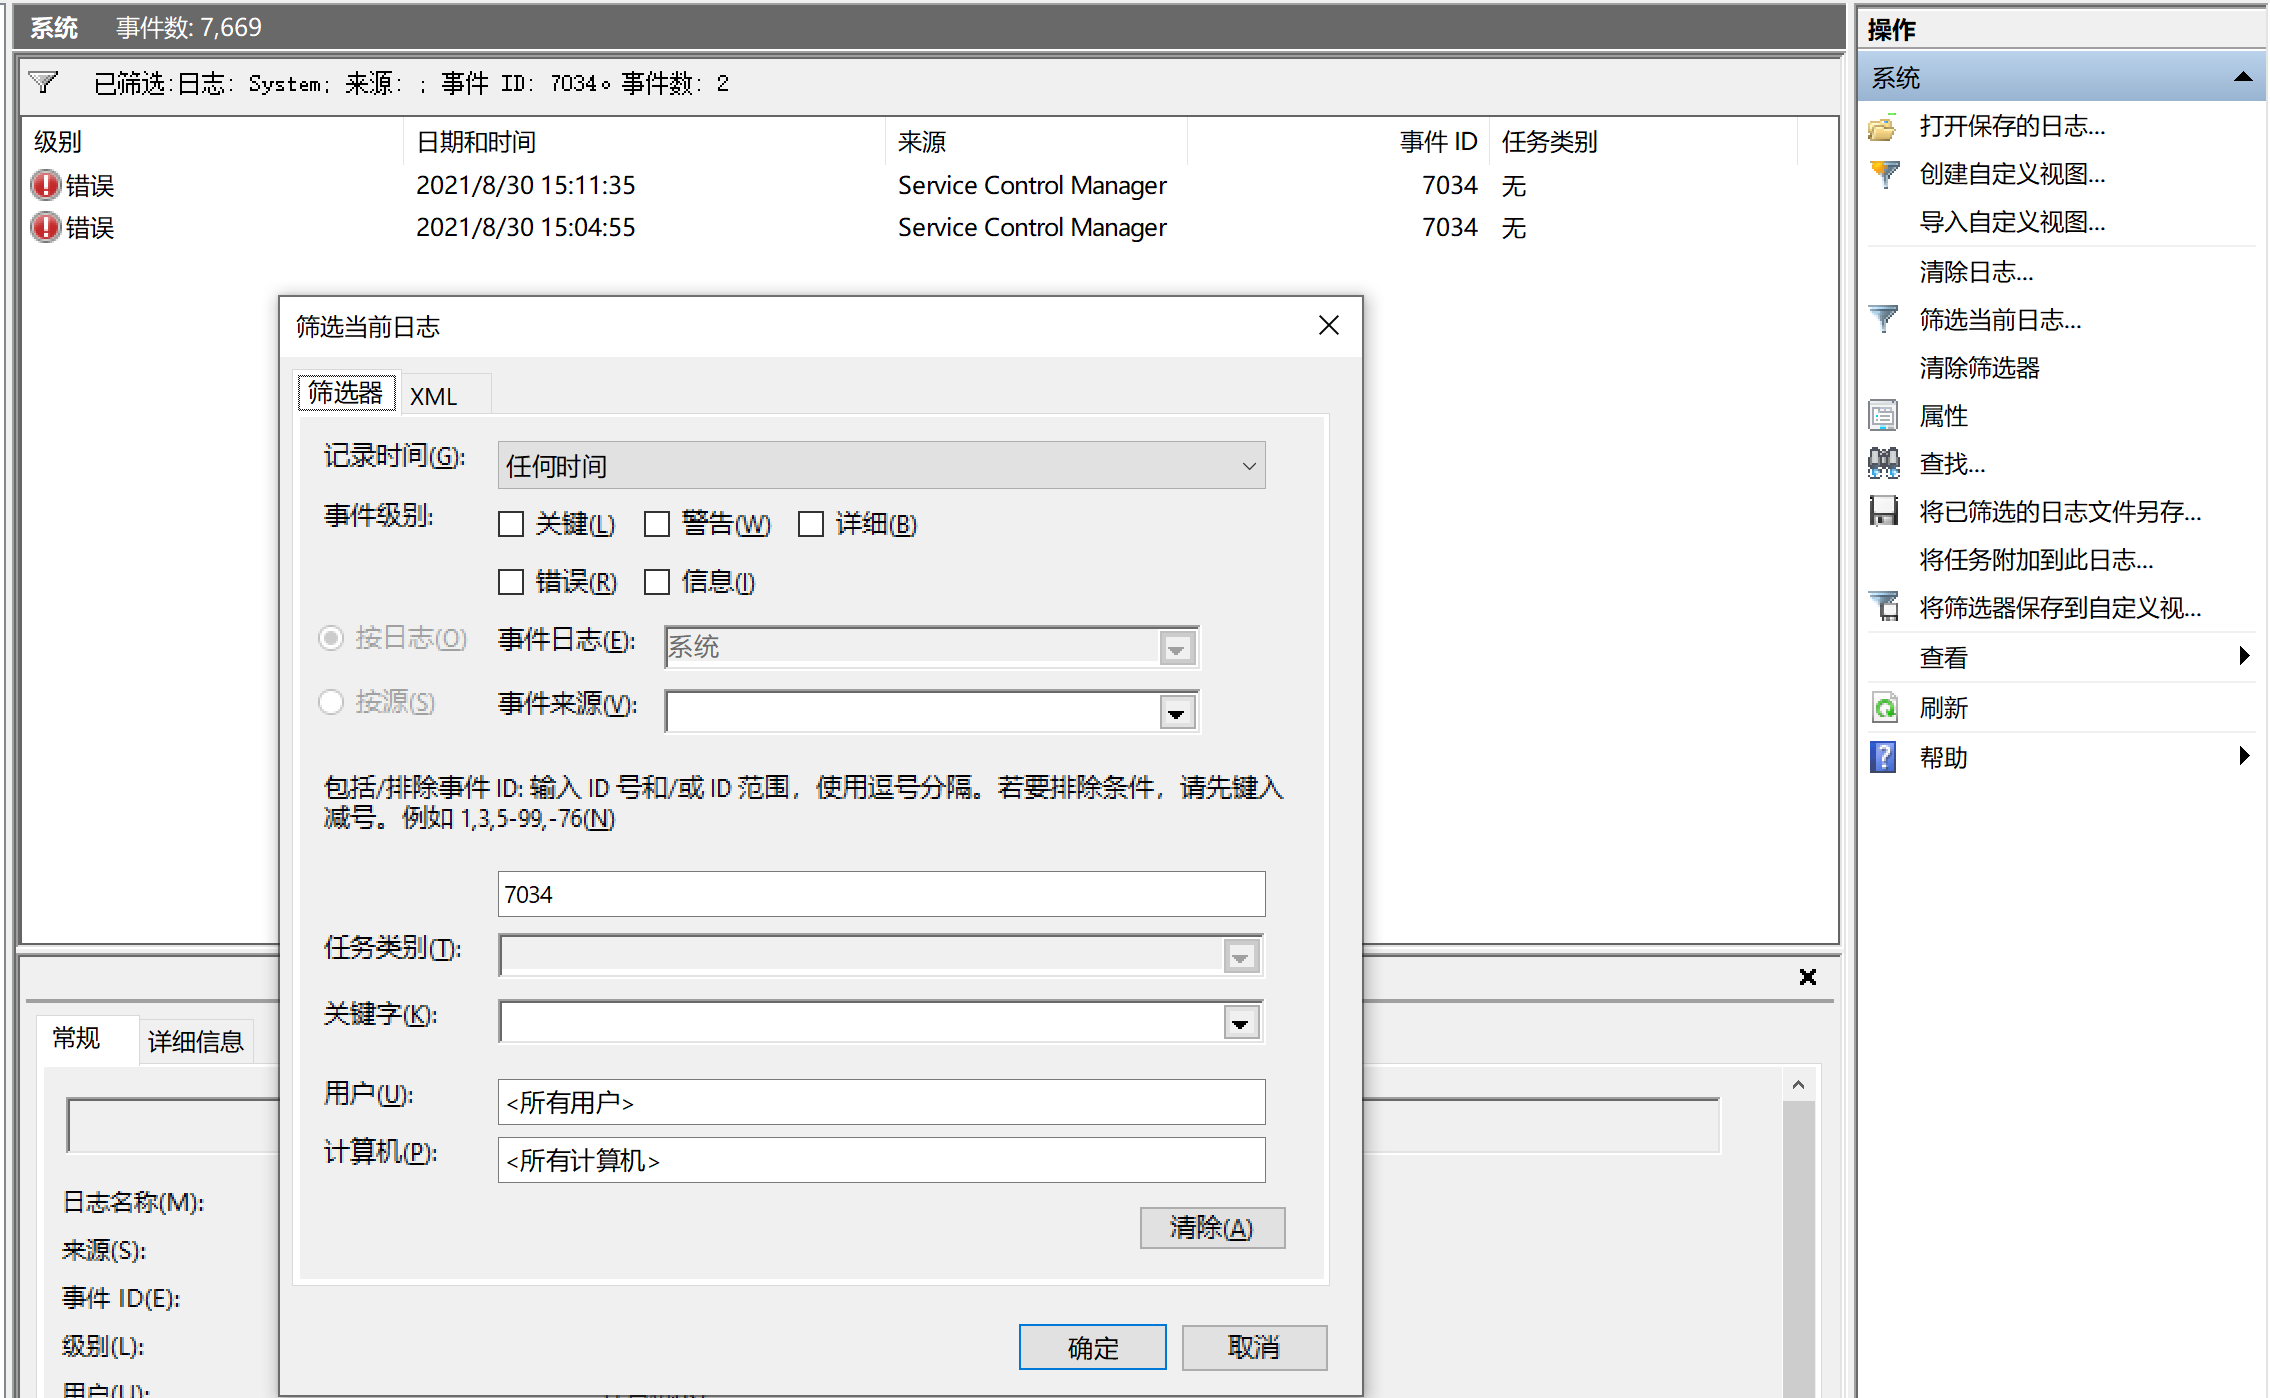 系统 事件数: 7,669
已筛选:日志: System; 来源: ; 事件 ID: 7034。事件数: 2
级别 日期和时间 来源 事件 ID 任务类别
错误 2021/8/30 15:11:35 Service Control Manager 7034 无
错误 2021/8/30 15:04:55 Service Control Manager 7034 无
筛选当前日志
筛选器 XML
记录时间(G): 任何时间
事件级别: 关键(L) 警告(W) 详细(B)
错误(R) 信息(I)
按日志(O) 事件日志(E): 系统
按源(S) 事件来源(V):
包括/排除事件 ID: 输入 ID 号和/或 ID 范围，使用逗号分隔。若要排除条件，请先键入
减号。例如 1,3,5-99,-76(N)
7034
任务类别(T):
关键字(K):
用户(U): <所有用户>
计算机(P): <所有计算机>
清除(A)
确定 取消
常规 详细信息
日志名称(M):
来源(S):
事件 ID(E):
级别(L):
用户(U):
操作
系统
打开保存的日志...
创建自定义视图...
导入自定义视图...
清除日志...
筛选当前日志...
清除筛选器
属性
查找...
将已筛选的日志文件另存...
将任务附加到此日志...
将筛选器保存到自定义视...
查看
刷新
帮助